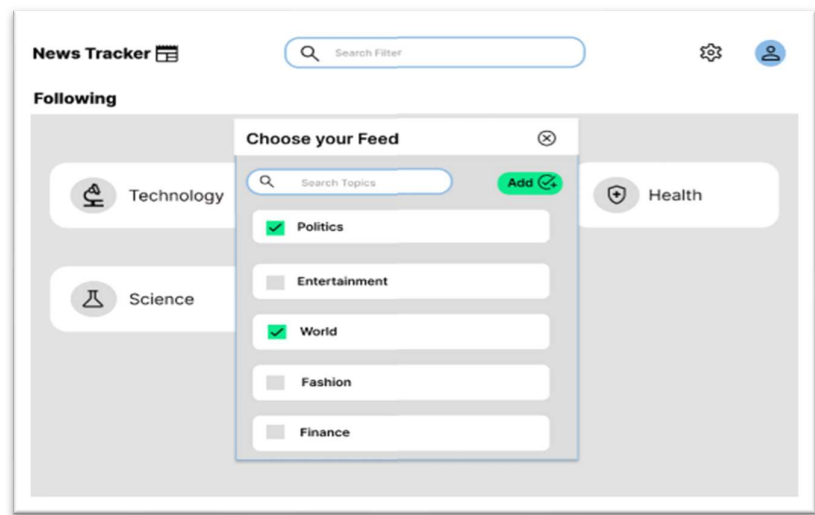 News Tracker
Search Filter
Following
Choose your Feed
Search Topics
Add
Technology
Health
Politics
Entertainment
Science
World
Fashion
Finance